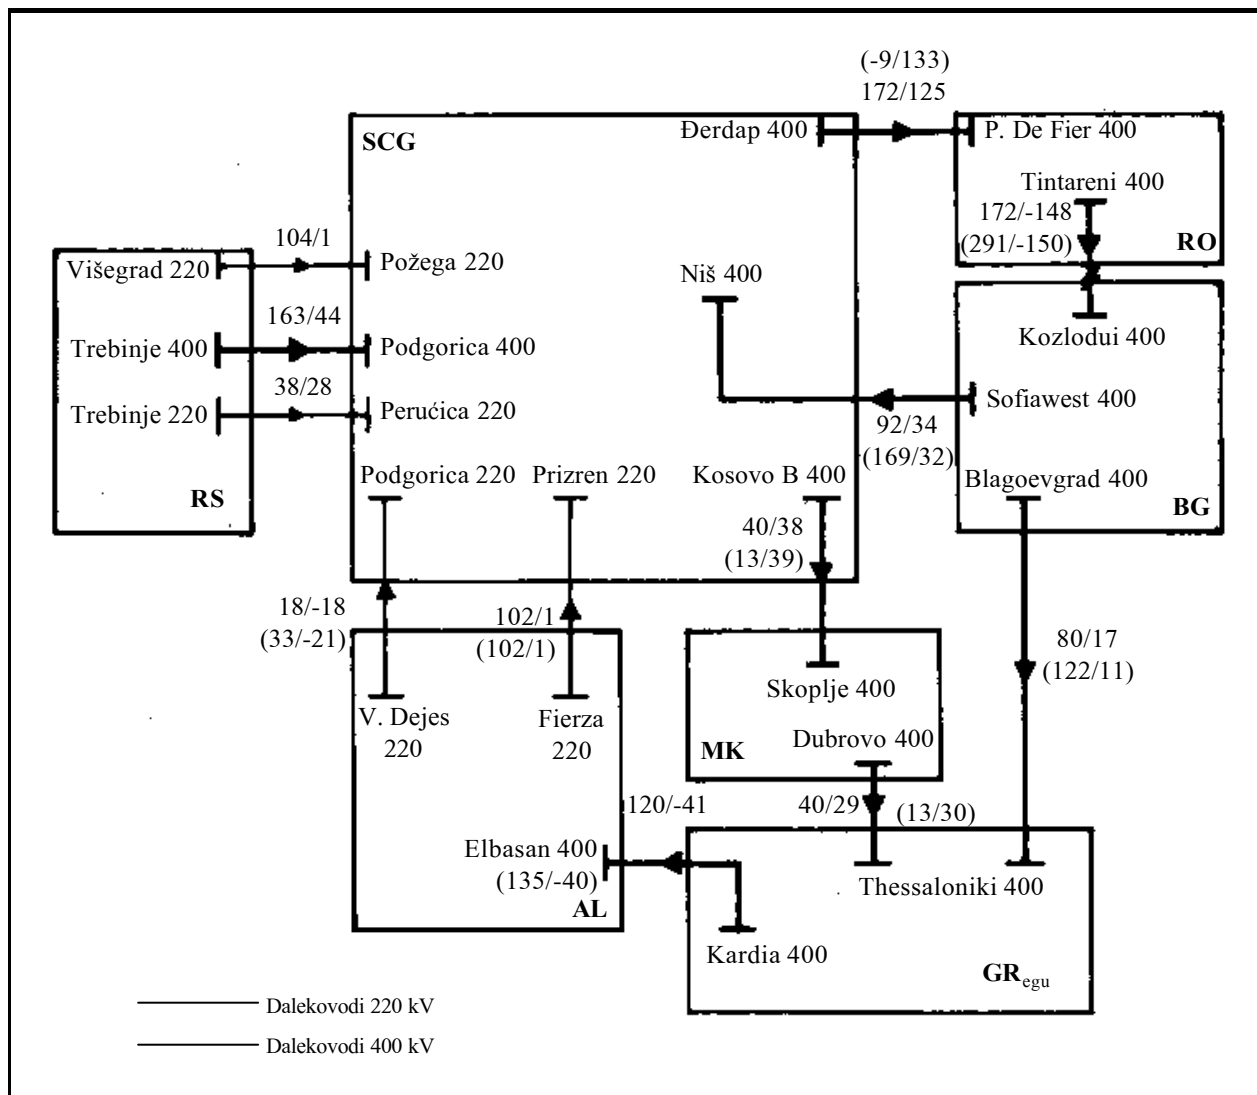 (-9/133)
172/125
SCG
Đerdap 400
P. De Fier 400
Tintareni 400
172/-148
(291/-150)
RO
104/1
Višegrad 220
Požega 220
Niš 400
Kozlodui 400
163/44
Trebinje 400
Podgorica 400
38/28
Trebinje 220
Perućica 220
Sofiawest 400
92/34
(169/32)
RS
Podgorica 220
Prizren 220
Kosovo B 400
Blagoevgrad 400
BG
40/38
(13/39)
18/-18
(33/-21)
102/1
(102/1)
80/17
(122/11)
Skoplje 400
V. Dejes
220
Fierza
220
MK
Dubrovo 400
120/-41
40/29
(13/30)
Elbasan 400
(135/-40)
AL
Thessaloniki 400
Kardia 400
GRegu
Dalekovodi 220 kV
Dalekovodi 400 kV